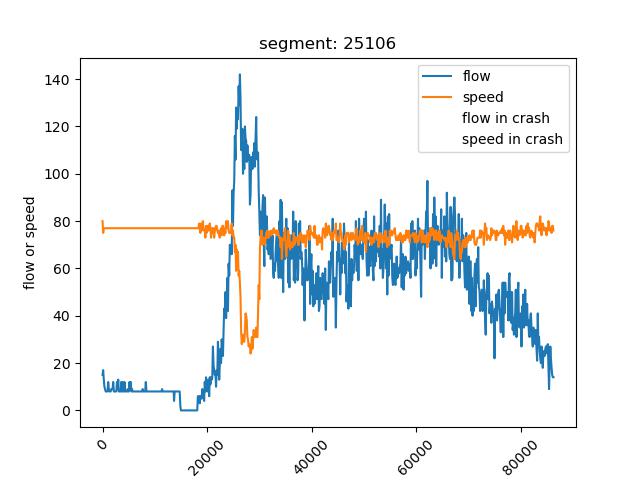 segment: 25106
flow
speed
flow in crash
speed in crash
flow or speed
140
120
100
80
60
40
20
0
0
20000
40000
60000
80000